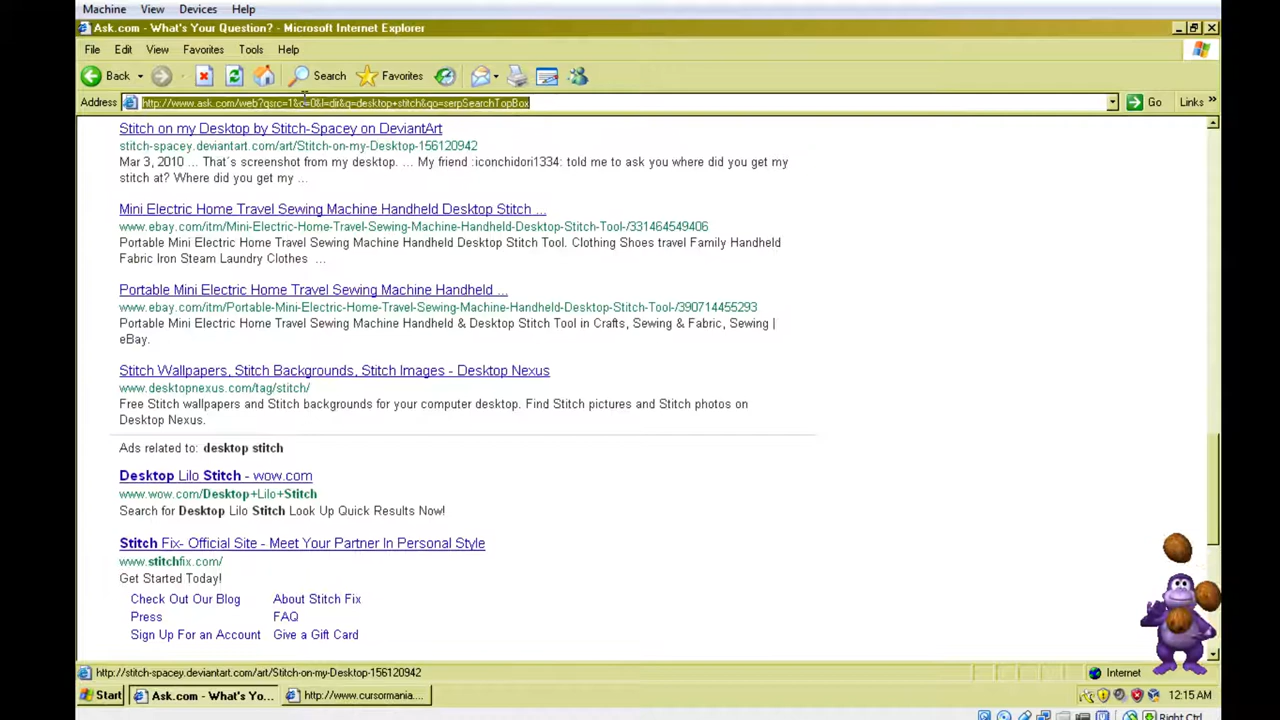 Machine View Devices Help
Ask.com - What's Your Question? - Microsoft Internet Explorer
File Edit View Favorites Tools Help
Back Search Favorites
Address http://www.ask.com/web?qsrc=1&o=0&l=dir&q=desktop+stitch&qo=serpSearchTopBox Go Links »
Stitch on my Desktop by Stitch-Spacey on DeviantArt
stitch-spacey.deviantart.com/art/Stitch-on-my-Desktop-156120942
Mar 3, 2010 ... That's screenshot from my desktop. ... My friend :iconchidori1334: told me to ask you where did you get my
stitch at? Where did you get my ...
Mini Electric Home Travel Sewing Machine Handheld Desktop Stitch ...
www.ebay.com/itm/Mini-Electric-Home-Travel-Sewing-Machine-Handheld-Desktop-Stitch-Tool-/331464549406
Portable Mini Electric Home Travel Sewing Machine Handheld Desktop Stitch Tool. Clothing Shoes travel Family Handheld
Fabric Iron Steam Laundry Clothes ...
Portable Mini Electric Home Travel Sewing Machine Handheld ...
www.ebay.com/itm/Portable-Mini-Electric-Home-Travel-Sewing-Machine-Handheld-Desktop-Stitch-Tool-/390714455293
Portable Mini Electric Home Travel Sewing Machine Handheld & Desktop Stitch Tool in Crafts, Sewing & Fabric, Sewing |
eBay.
Stitch Wallpapers, Stitch Backgrounds, Stitch Images - Desktop Nexus
www.desktopnexus.com/tag/stitch/
Free Stitch wallpapers and Stitch backgrounds for your computer desktop. Find Stitch pictures and Stitch photos on
Desktop Nexus.
Ads related to: desktop stitch
Desktop Lilo Stitch - wow.com
www.wow.com/Desktop+Lilo+Stitch
Search for Desktop Lilo Stitch Look Up Quick Results Now!
Stitch Fix- Official Site - Meet Your Partner In Personal Style
www.stitchfix.com/
Get Started Today!
Check Out Our Blog About Stitch Fix
Press FAQ
Sign Up For an Account Give a Gift Card
http://stitch-spacey.deviantart.com/art/Stitch-on-my-Desktop-156120942 Internet
Start Ask.com - What's Yo... http://www.cursormania.... 12:15 AM
Right Ctrl